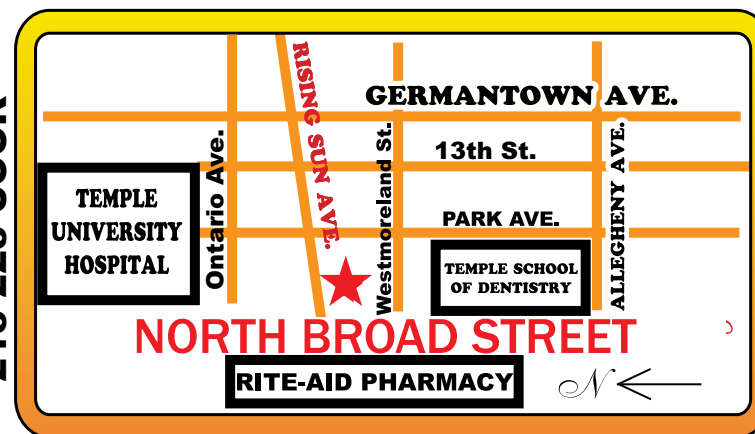 GERMANTOWN AVE.
RISING SUN AVE.
Ontario Ave.
Westmoreland St.
13th St.
ALLEGHENY AVE.
PARK AVE.
TEMPLE
UNIVERSITY
HOSPITAL
TEMPLE SCHOOL
OF DENTISTRY
NORTH BROAD STREET
RITE-AID PHARMACY
N